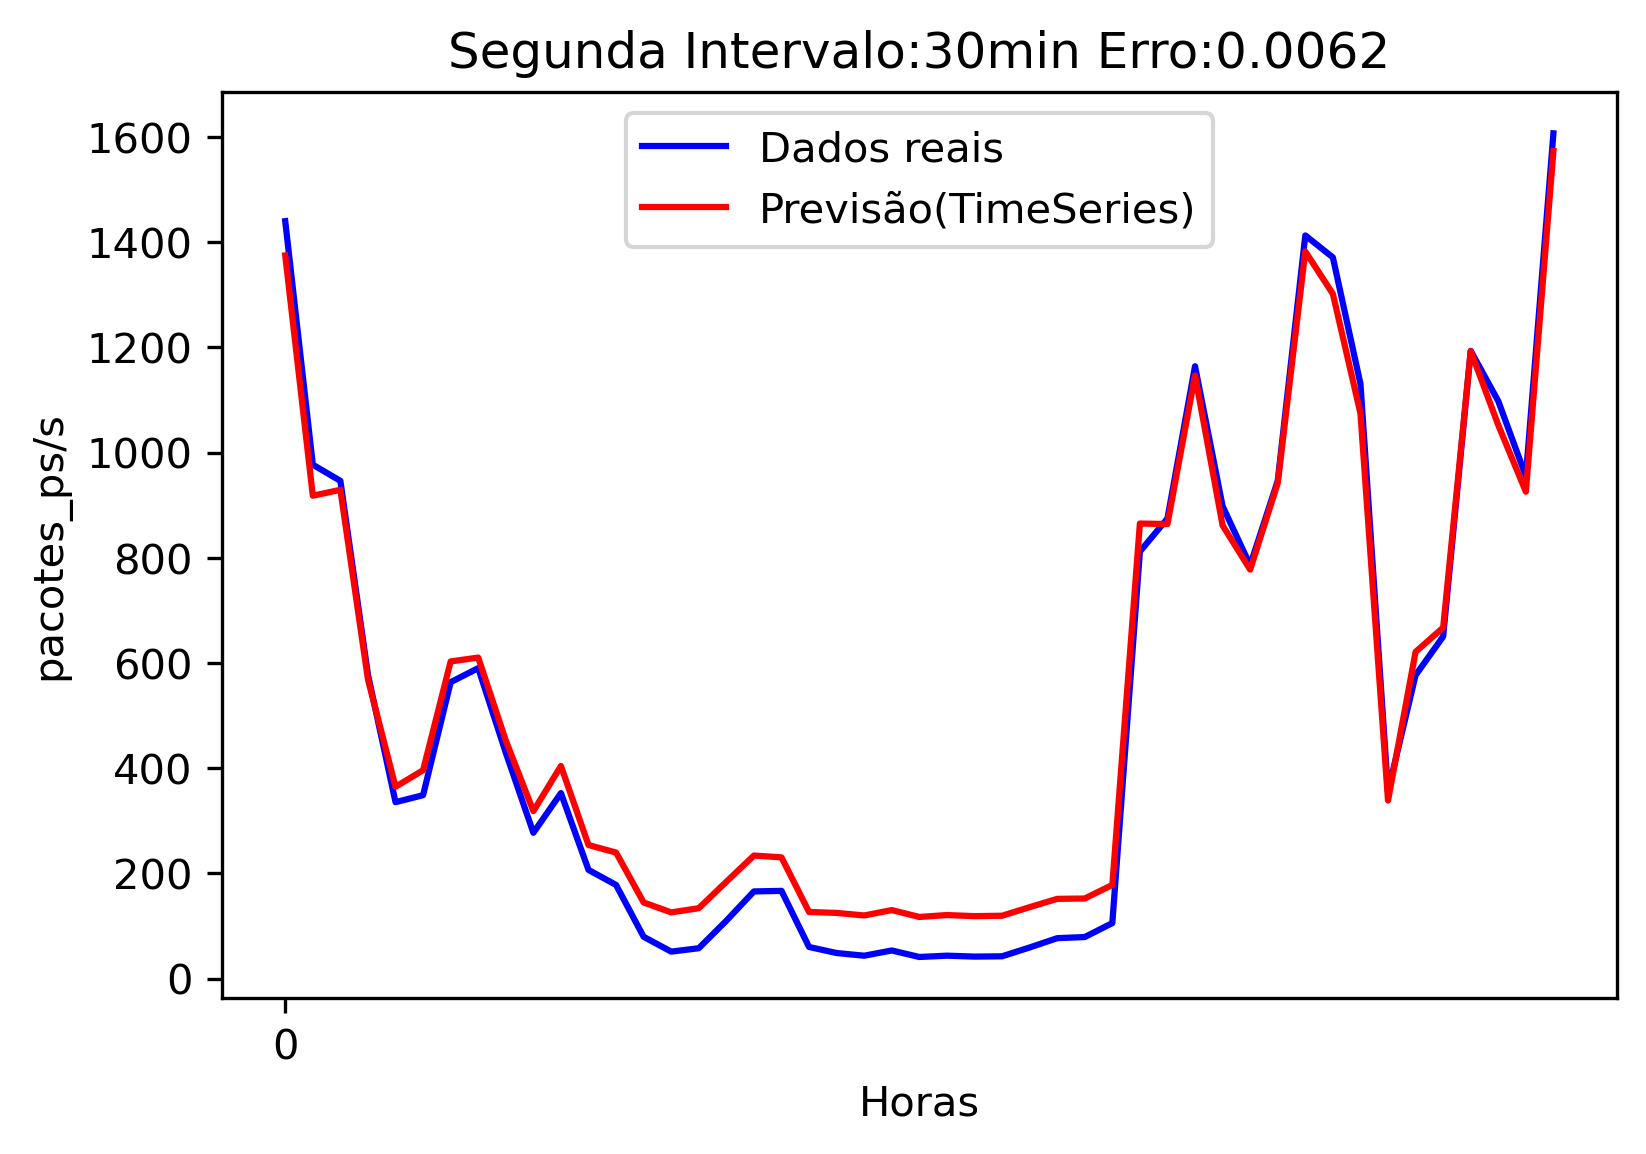 Segunda Intervalo:30min Erro:0.0062
Dados reais
Previsão(TimeSeries)
1600
1400
1200
1000
800
600
400
200
0
pacotes_ps/s
0
Horas